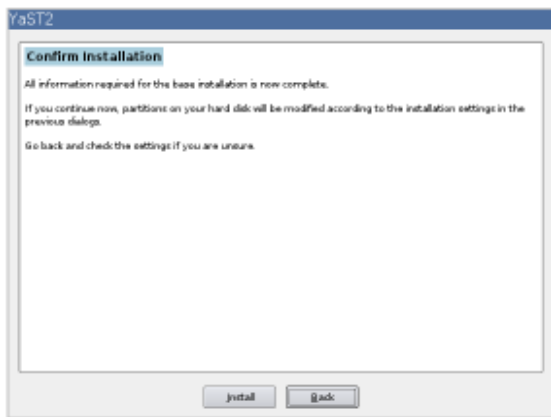 YaST2
Confirm Installation
All information required for the base installation is now complete.
If you continue now, partitions on your hard disk will be modified according to the installation settings in the
previous dialogs.
Go back and check the settings if you are unsure.
Install Back